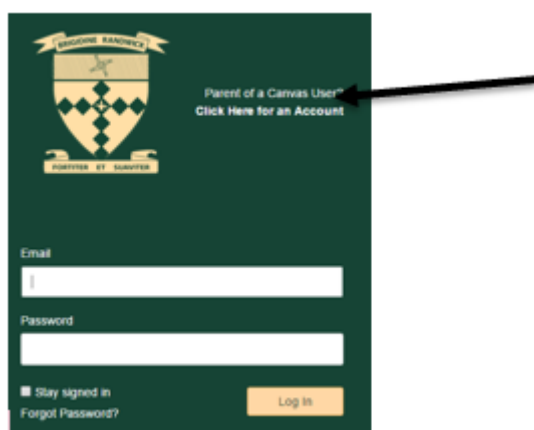 BRIGIDINE RANDWICK
Parent of a Canvas User?
Click Here for an Account
FORTITER ET SUAVITER
Email
Password
Stay signed in
Forgot Password?
Log In